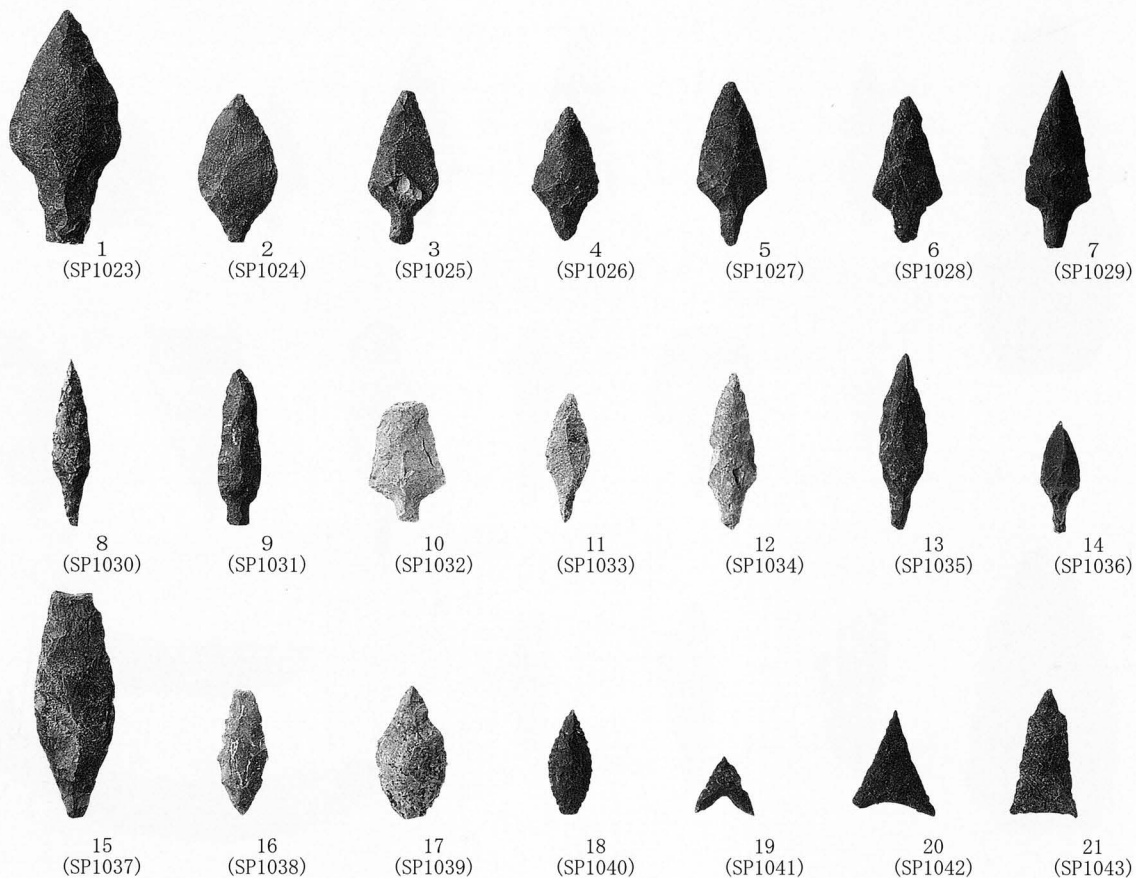 1 2 3 4 5 6 7
(SP1023) (SP1024) (SP1025) (SP1026) (SP1027) (SP1028) (SP1029)
8 9 10 11 12 13 14
(SP1030) (SP1031) (SP1032) (SP1033) (SP1034) (SP1035) (SP1036)
15 16 17 18 19 20 21
(SP1037) (SP1038) (SP1039) (SP1040) (SP1041) (SP1042) (SP1043)